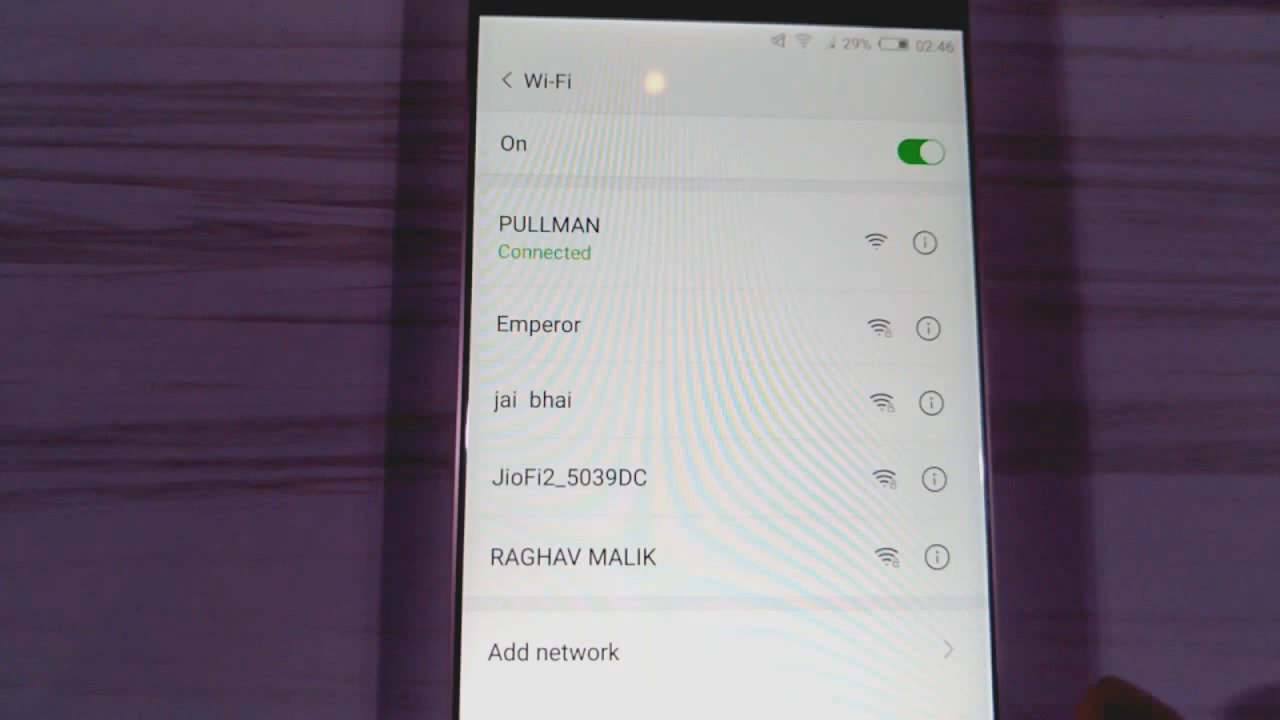 29% 02:46
Wi-Fi
On
PULLMAN
Connected
Emperor
jai bhai
JioFi2_5039DC
RAGHAV MALIK
Add network